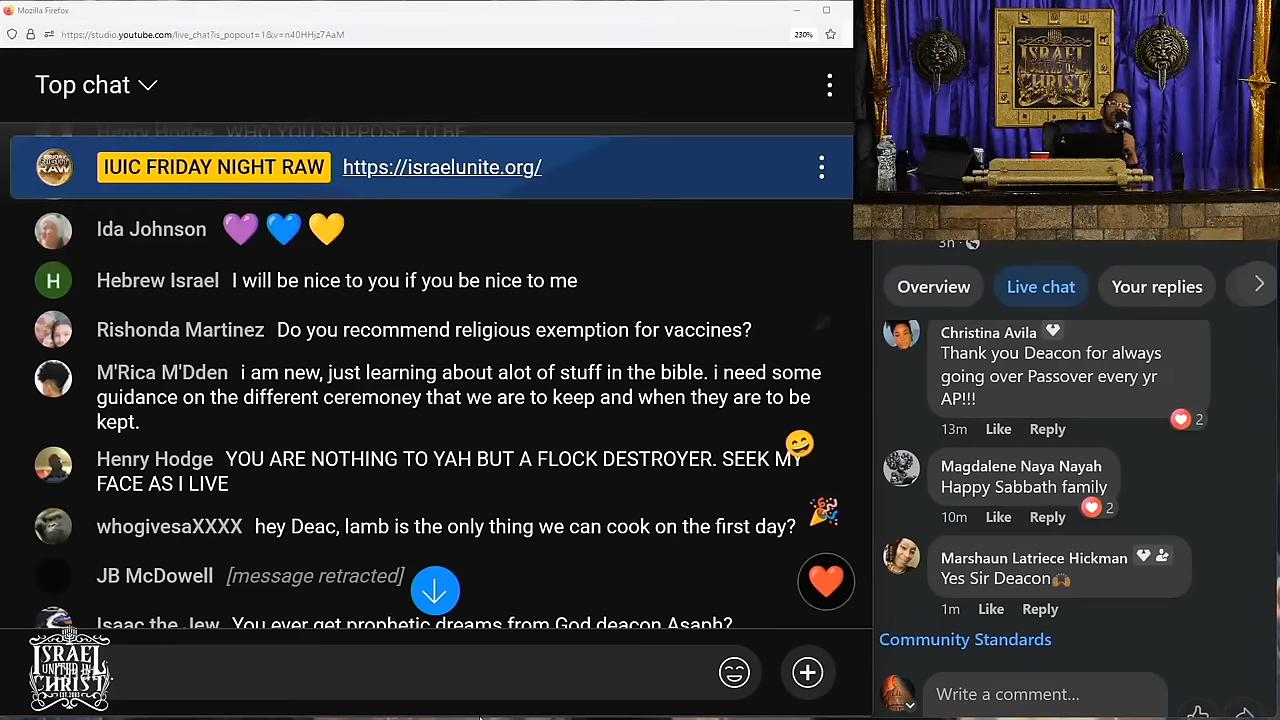 Mozilla Firefox
https://studio.youtube.com/live_chat?is_popout=1&v=n40HHjz7AaM
230%
Top chat
Henry Hodge WHO YOU SUPPOSE TO BE
IUIC FRIDAY NIGHT RAW https://israelunite.org/
Ida Johnson
H
Hebrew Israel I will be nice to you if you be nice to me
Rishonda Martinez Do you recommend religious exemption for vaccines?
M'Rica M'Dden i am new, just learning about alot of stuff in the bible. i need some
guidance on the different ceremoney that we are to keep and when they are to be
kept.
Henry Hodge YOU ARE NOTHING TO YAH BUT A FLOCK DESTROYER. SEEK MY
FACE AS I LIVE
whogivesaXXXX hey Deac, lamb is the only thing we can cook on the first day?
JB McDowell [message retracted]
Isaac the Jew You ever get prophetic dreams from God deacon Asaph?
ISRAEL
UNITED IN
CHRIST
EST. 2003
ISRAEL
UNITED IN
CHRIST
3h
Overview
Live chat
Your replies
Christina Avila
Thank you Deacon for always
going over Passover every yr
AP!!!
2
13m Like Reply
Magdalene Naya Nayah
Happy Sabbath family
2
10m Like Reply
Marshaun Latriece Hickman
Yes Sir Deacon
1m Like Reply
Community Standards
Write a comment...